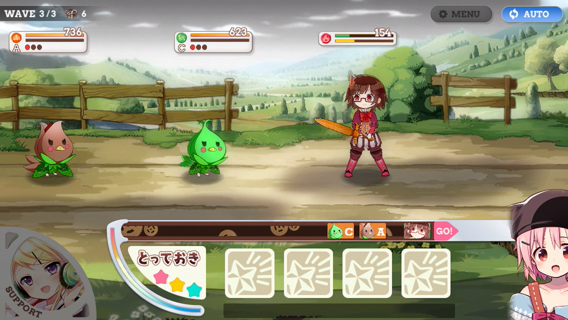 WAVE 3/3 6
MENU
AUTO
736
A
623
C
154
C
A
GO!
とっておき
SUPPORT